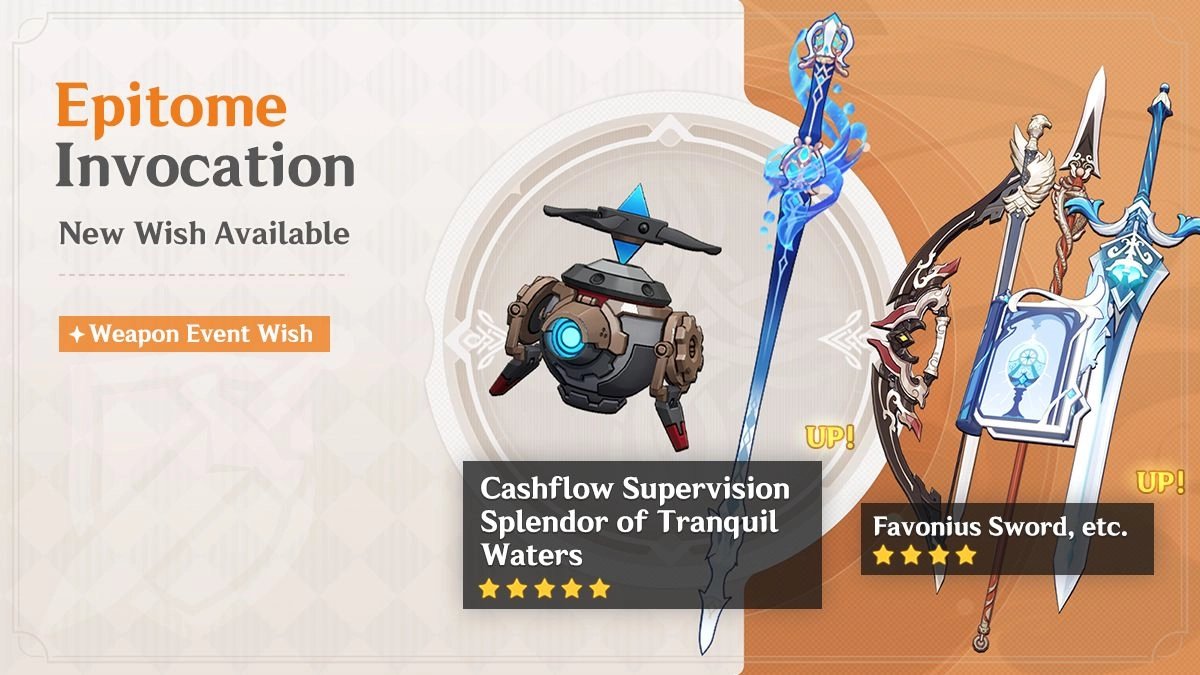 Epitome
Invocation
New Wish Available
Weapon Event Wish
UP!
Cashflow Supervision
Splendor of Tranquil
Waters
UP!
Favonius Sword, etc.